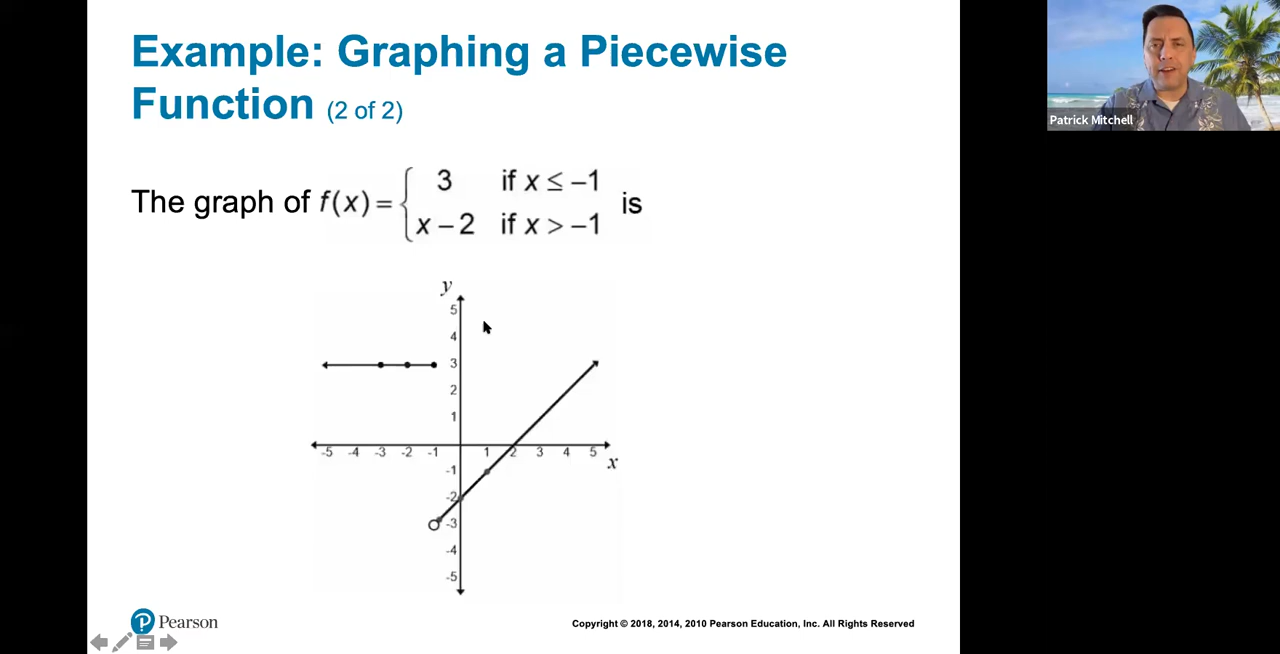 Example: Graphing a Piecewise
Function (2 of 2)
Patrick Mitchell
The graph of f(x) = { 3 if x ≤ –1
x – 2 if x > –1 is
y
5
4
3
2
1
-5 -4 -3 -2 -1 1 2 3 4 5
x
-1
-2
-3
-4
-5
P Pearson
Copyright © 2018, 2014, 2010 Pearson Education, Inc. All Rights Reserved